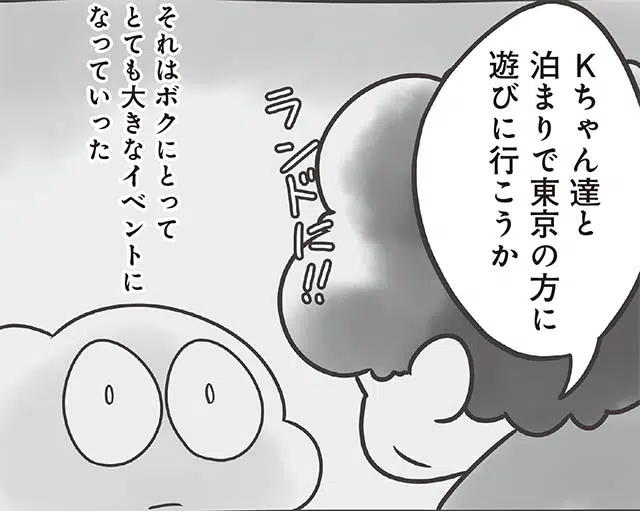 Kちゃん達と
泊まりで東京の方に
遊びに行こうか
ランドで!!
それはボクにとって
とても大きなイベントに
なっていった